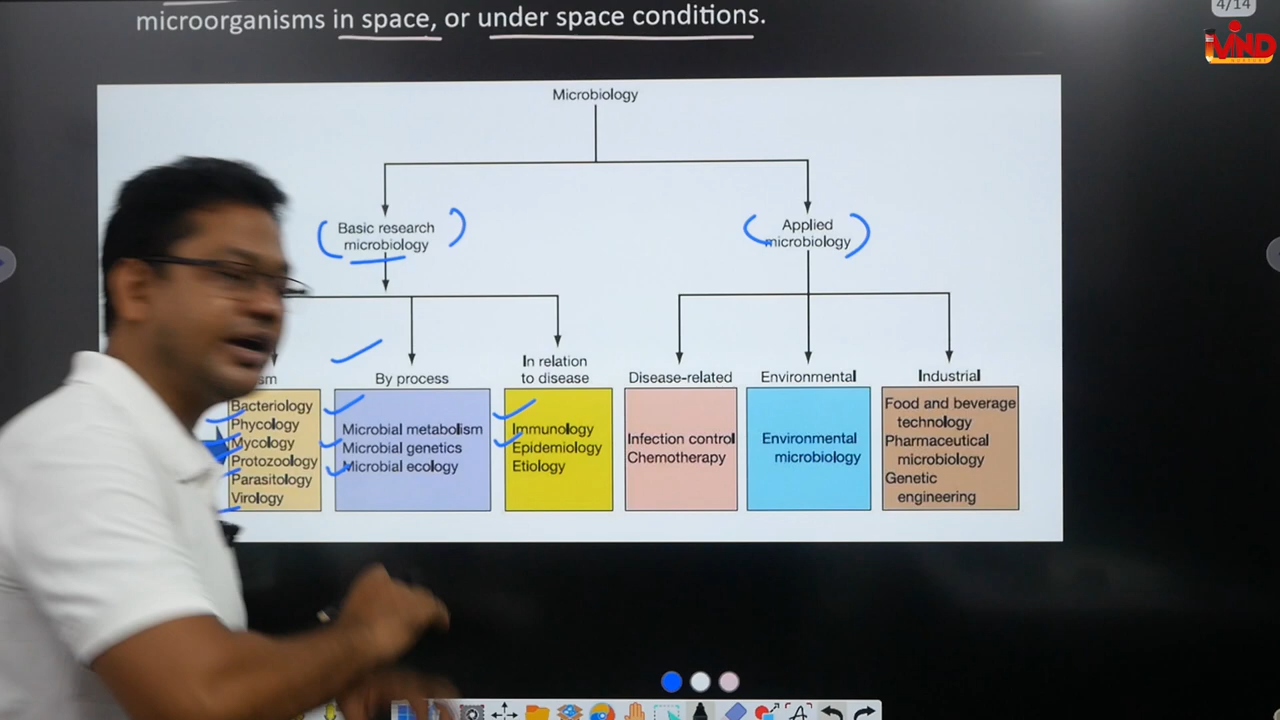 4/14
microorganisms in space, or under space conditions.
MIND
Microbiology
Basic research
microbiology
Applied
microbiology
sm
By process
In relation
to disease
Disease-related
Environmental
Industrial
Bacteriology
Phycology
Mycology
Protozoology
Parasitology
Virology
Microbial metabolism
Microbial genetics
Microbial ecology
Immunology
Epidemiology
Etiology
Infection control
Chemotherapy
Environmental
microbiology
Food and beverage
technology
Pharmaceutical
microbiology
Genetic
engineering